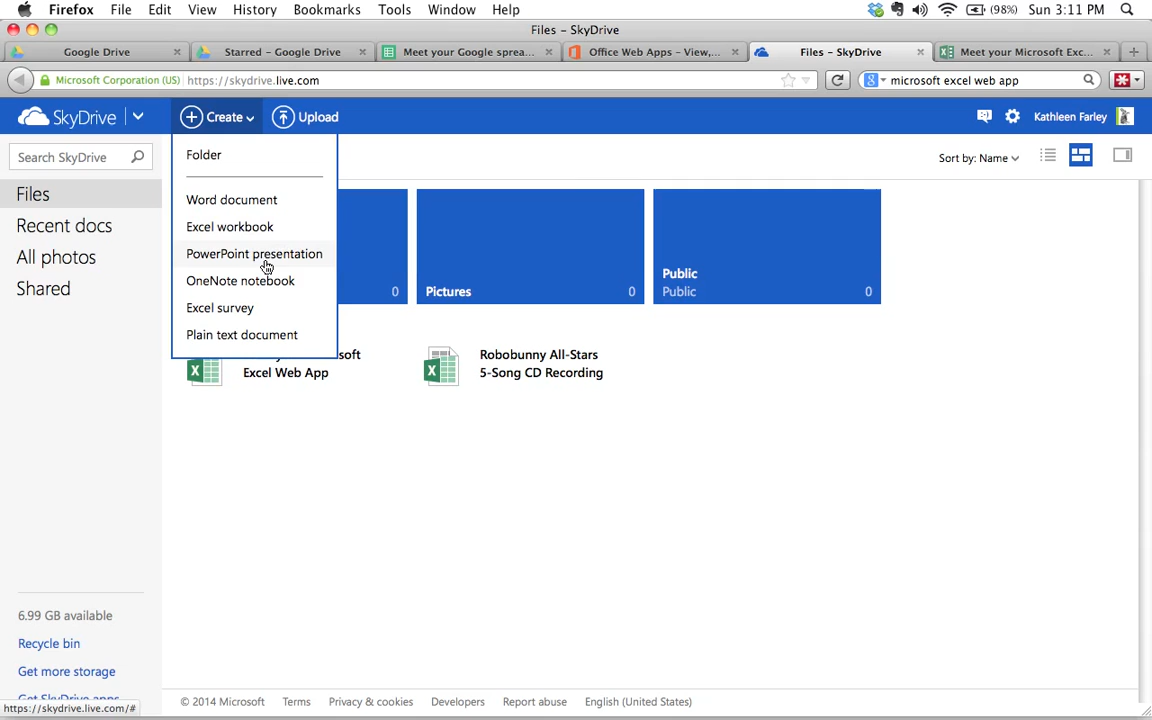 Firefox File Edit View History Bookmarks Tools Window Help (98%) Sun 3:11 PM
Files – SkyDrive
Google Drive Starred – Google Drive Meet your Google sprea... Office Web Apps – View,... Files – SkyDrive Meet your Microsoft Exc...
Microsoft Corporation (US) https://skydrive.live.com microsoft excel web app
SkyDrive Create Upload Kathleen Farley
Search SkyDrive
Sort by: Name
Files
Recent docs
All photos
Shared
Folder
Word document
Excel workbook
PowerPoint presentation
OneNote notebook
Excel survey
Plain text document
0
Pictures 0
Public
Public 0
Excel Web App
Robobunny All-Stars
5-Song CD Recording
6.99 GB available
Recycle bin
Get more storage
Get SkyDrive apps
https://skydrive.live.com/#
© 2014 Microsoft Terms Privacy & cookies Developers Report abuse English (United States)